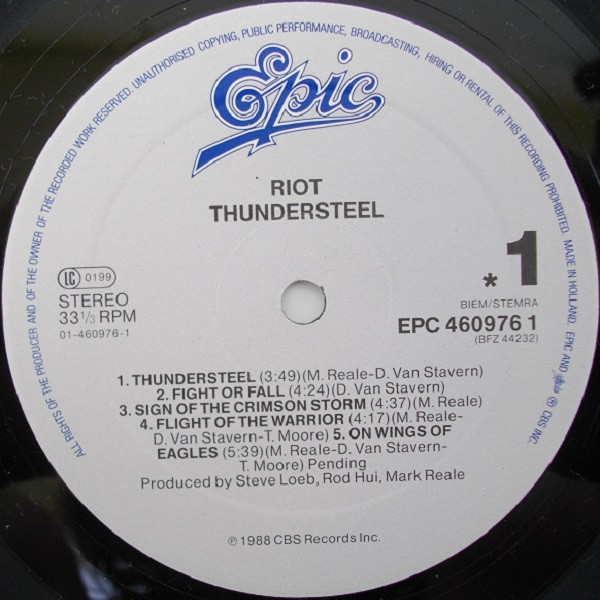 ALL RIGHTS OF THE PRODUCER AND OF THE OWNER OF THE RECORDED WORK RESERVED. UNAUTHORISED COPYING, PUBLIC PERFORMANCE, BROADCASTING, HIRING OR RENTAL OF THIS RECORDING PROHIBITED. MADE IN HOLLAND. EPIC AND Epic ℗ CBS INC.
Epic
RIOT
THUNDERSTEEL
LC 0199
STEREO
33 1/3 RPM
01-460976-1
* 1
BIEM/STEMRA
EPC 460976 1
(BFZ 44232)
1. THUNDERSTEEL (3:49)(M. Reale-D. Van Stavern)
2. FIGHT OR FALL (4:24)(D. Van Stavern)
3. SIGN OF THE CRIMSON STORM (4:37)(M. Reale)
4. FLIGHT OF THE WARRIOR (4:17)(M. Reale-
D. Van Stavern-T. Moore) 5. ON WINGS OF
EAGLES (5:39)(M. Reale-D. Van Stavern-
T. Moore) Pending
Produced by Steve Loeb, Rod Hui, Mark Reale
℗ 1988 CBS Records Inc.